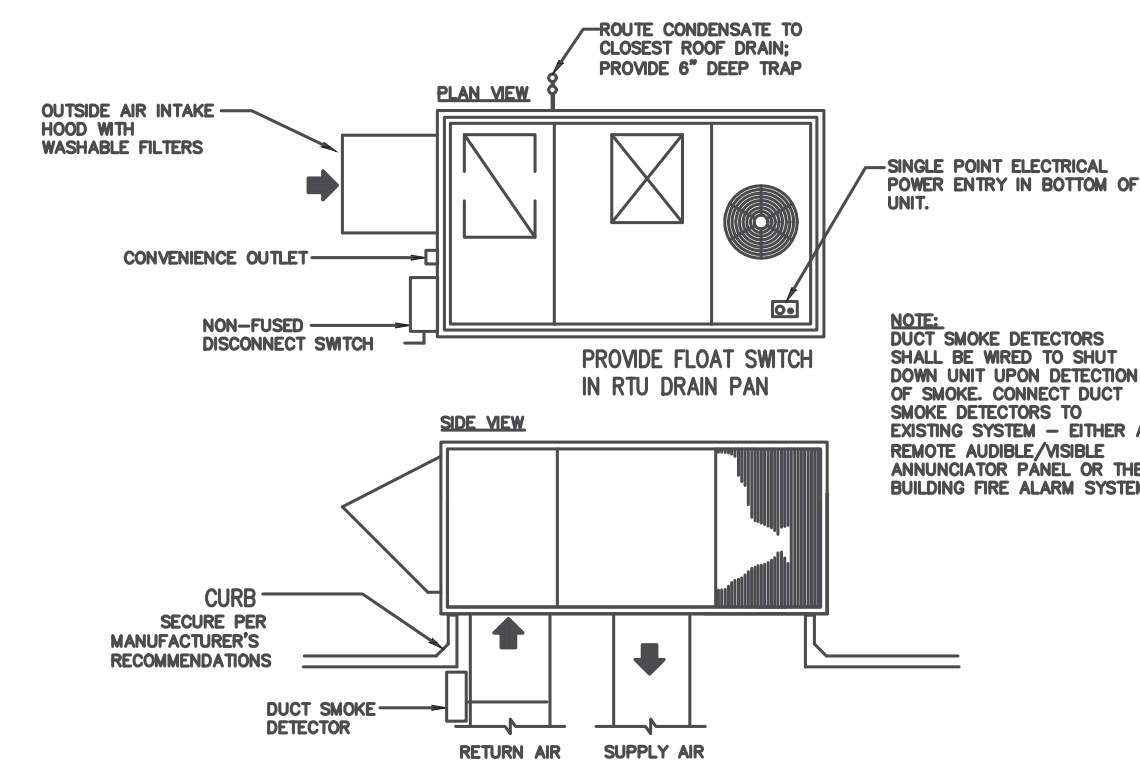 ROUTE CONDENSATE TO
CLOSEST ROOF DRAIN;
PROVIDE 6" DEEP TRAP
PLAN VIEW
OUTSIDE AIR INTAKE
HOOD WITH
WASHABLE FILTERS
SINGLE POINT ELECTRICAL
POWER ENTRY IN BOTTOM OF
UNIT.
CONVENIENCE OUTLET
NON-FUSED
DISCONNECT SWITCH
PROVIDE FLOAT SWITCH
IN RTU DRAIN PAN
NOTE:
DUCT SMOKE DETECTORS
SHALL BE WIRED TO SHUT
DOWN UNIT UPON DETECTION
OF SMOKE. CONNECT DUCT
SMOKE DETECTORS TO
EXISTING SYSTEM – EITHER A
REMOTE AUDIBLE/VISIBLE
ANNUNCIATOR PANEL OR THE
BUILDING FIRE ALARM SYSTEM
SIDE VIEW
CURB
SECURE PER
MANUFACTURER'S
RECOMMENDATIONS
DUCT SMOKE
DETECTOR
RETURN AIR
SUPPLY AIR